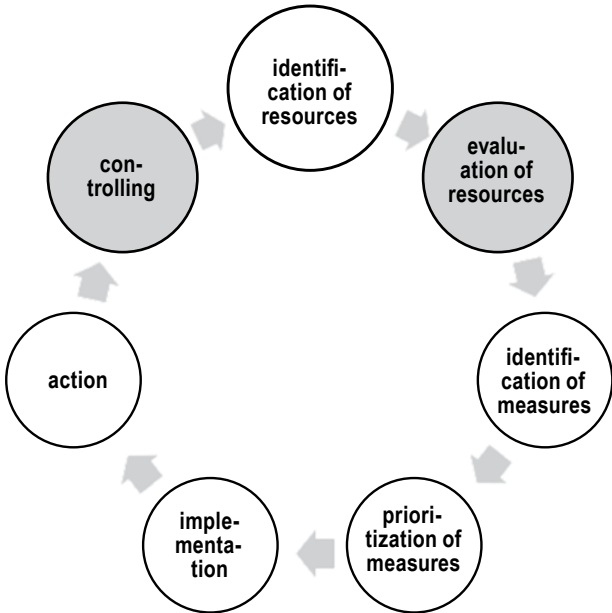 identifi-
cation of
resources
evalu-
ation of
resources
identifi-
cation of
measures
priori-
tization of
measures
imple-
menta-
tion
action
con-
trolling